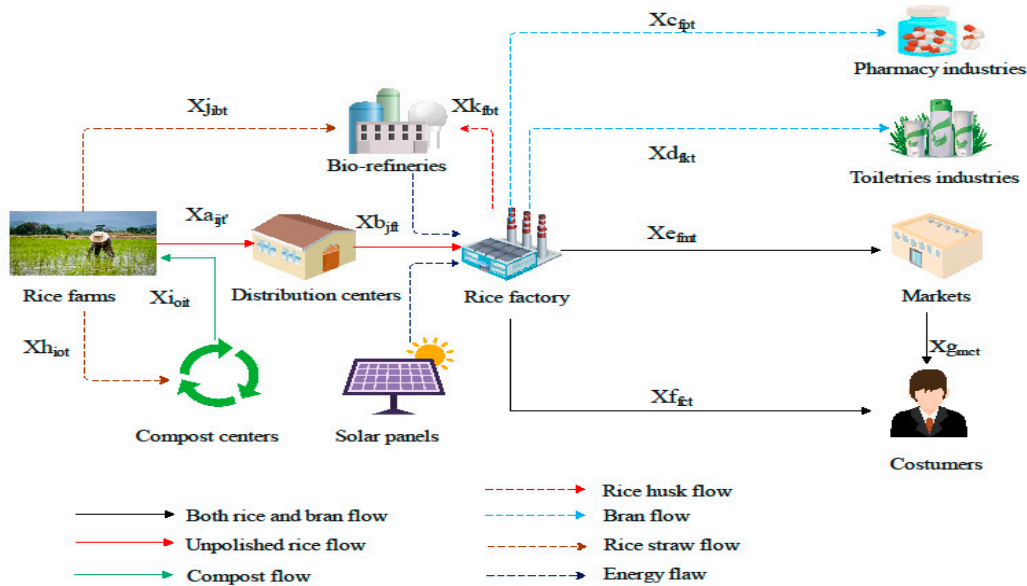 Xc_fpt
Pharmacy industries
Xj_ibt
Xk_fbt
Bio-refineries
Xd_fkt
Toiletries industries
Xa_ijt'
Xb_jft
Xe_fmt
Rice farms
Distribution centers
Rice factory
Markets
Xi_oit
Xh_iot
Xg_mct
Xf_fct
Compost centers
Solar panels
Costumers
Both rice and bran flow
Unpolished rice flow
Compost flow
Rice husk flow
Bran flow
Rice straw flow
Energy flaw